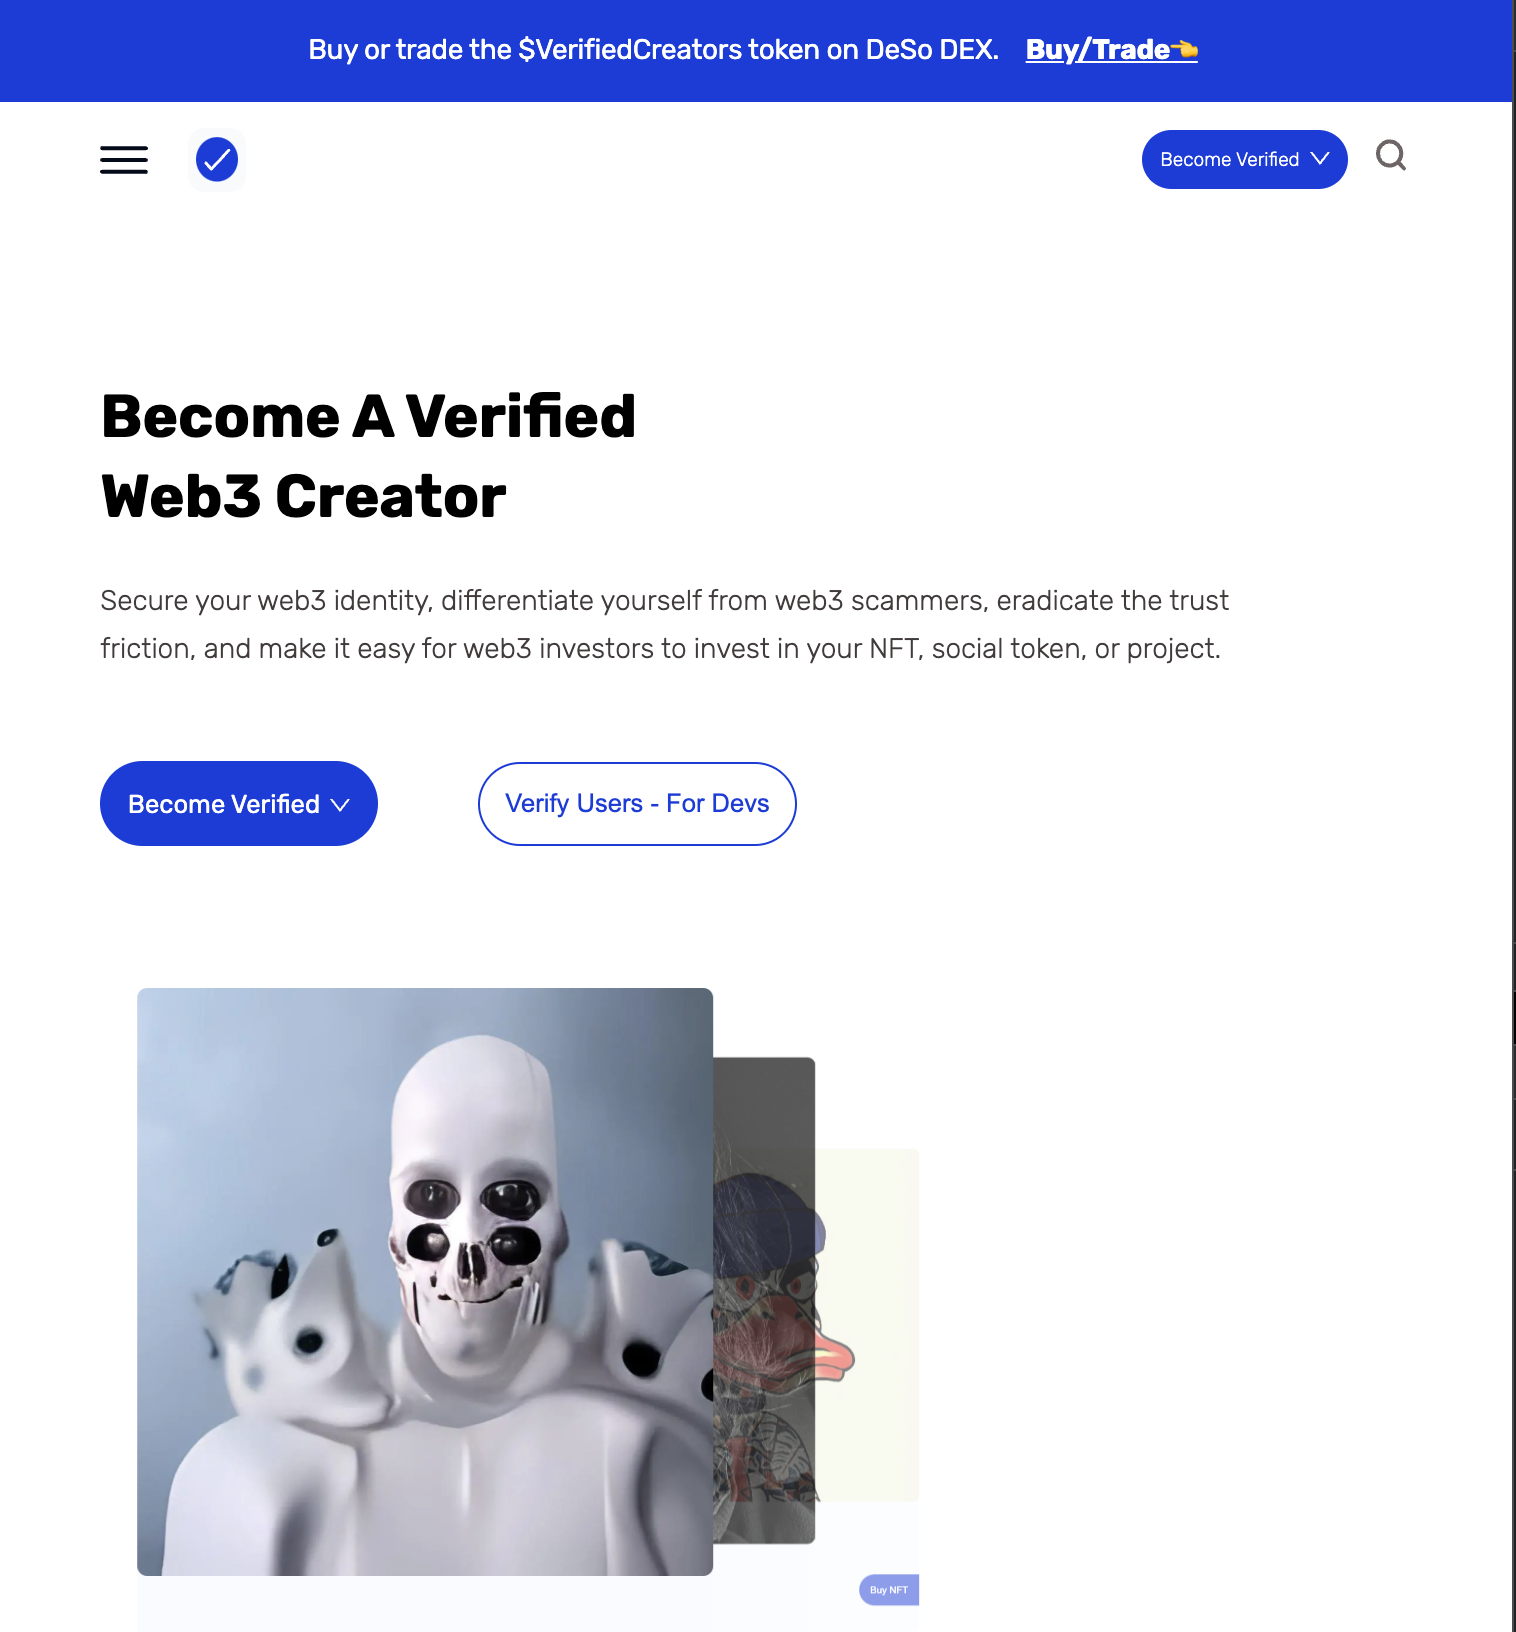 Buy or trade the $VerifiedCreators token on DeSo DEX. Buy/Trade👈
Become Verified
Become A Verified
Web3 Creator
Secure your web3 identity, differentiate yourself from web3 scammers, eradicate the trust
friction, and make it easy for web3 investors to invest in your NFT, social token, or project.
Become Verified
Verify Users - For Devs
Buy NFT